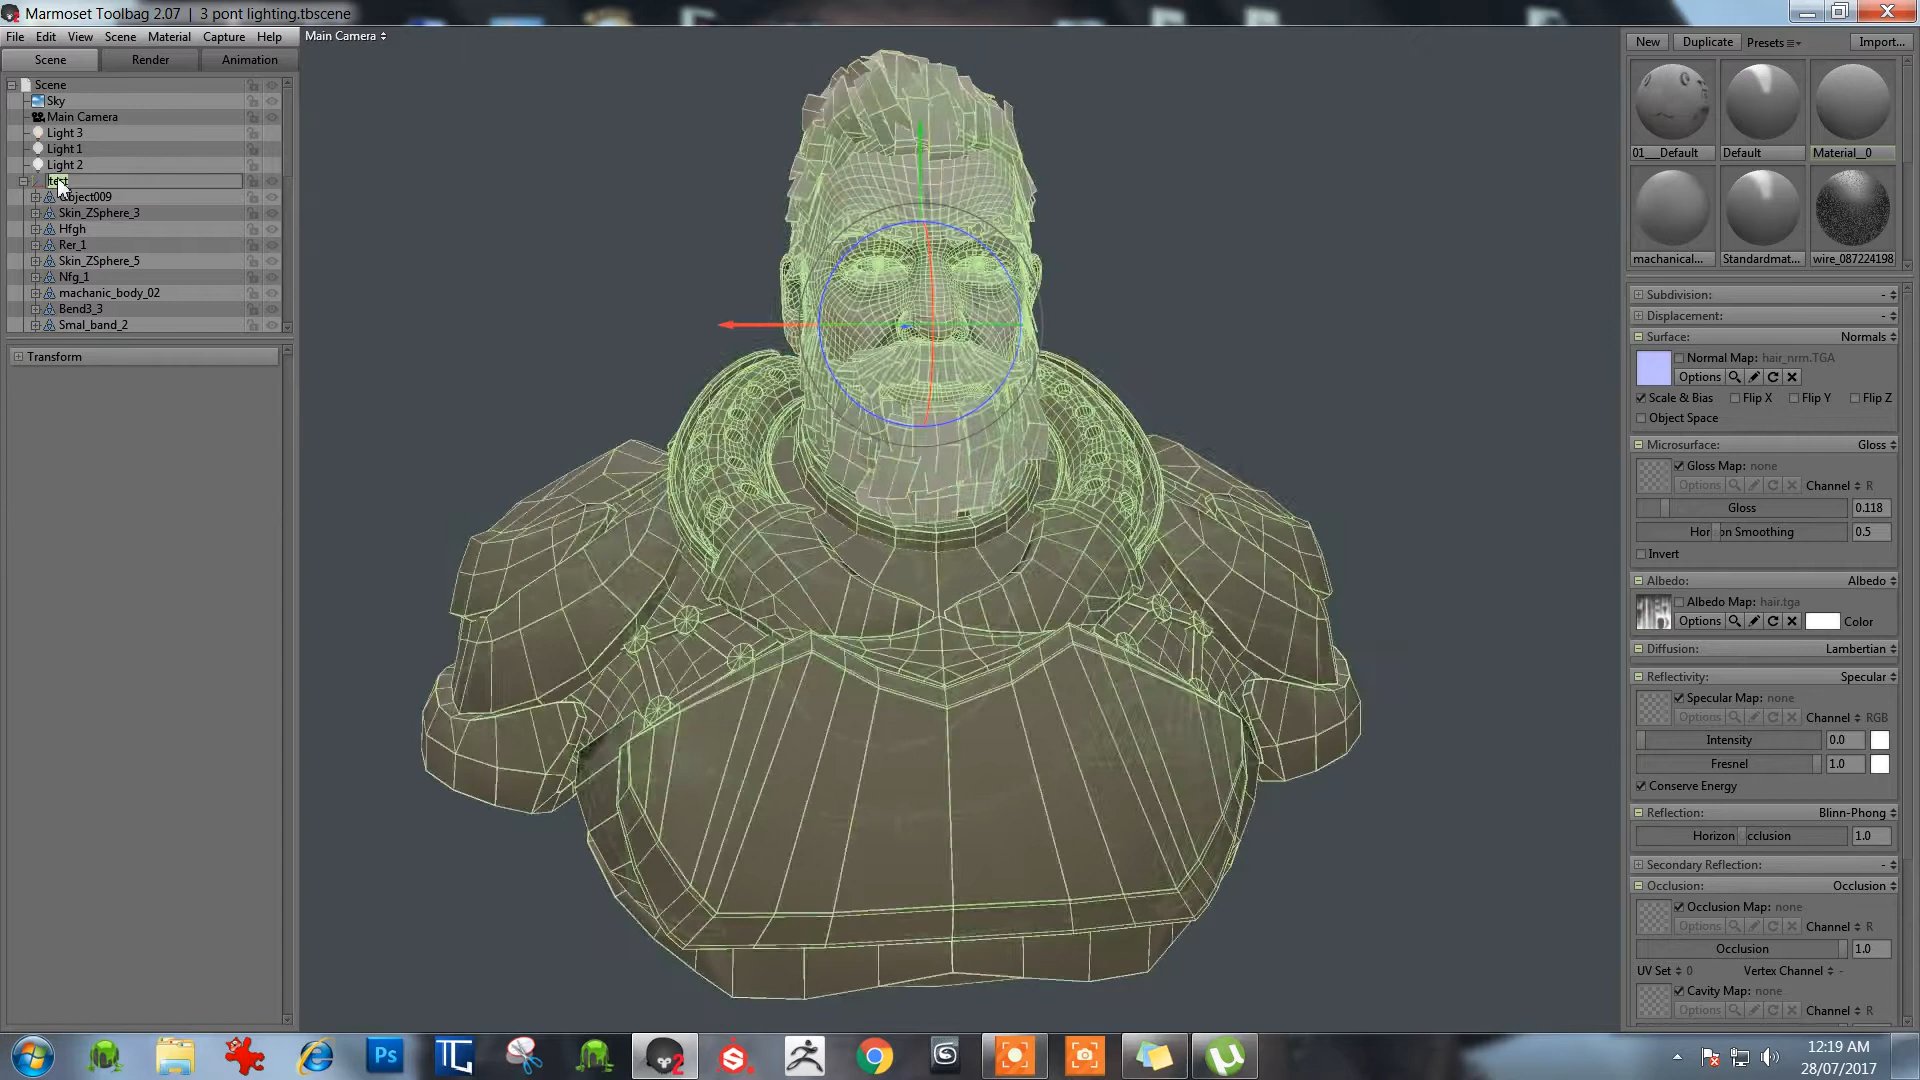 Marmoset Toolbag 2.07 | 3 pont lighting.tbscene
File Edit View Scene Material Capture Help
Main Camera
Scene Render Animation
Scene
Sky
Main Camera
Light 3
Light 1
Light 2
Skin_ZSphere_3
Hfgh
Rer_1
Skin_ZSphere_5
Nfg_1
machanic_body_02
Bend3_3
Smal_band_2
Transform
New Duplicate Presets Import...
01___Default Default Material__0
machanical... Standardmat... wire_087224198
Subdivision: -
Displacement: -
Surface: Normals
Normal Map: hair_nrm.TGA
Options
Scale & Bias Flip X Flip Y Flip Z
Object Space
Microsurface: Gloss
Gloss Map: none
Options Channel R
Gloss 0.118
Smoothing 0.5
Invert
Albedo: Albedo
Albedo Map: hair.tga
Options Color
Diffusion: Lambertian
Reflectivity: Specular
Specular Map: none
Options Channel RGB
Intensity 0.0
Fresnel 1.0
Conserve Energy
Reflection: Blinn-Phong
Horizon 1.0
Secondary Reflection: -
Occlusion: Occlusion
Occlusion Map: none
Options Channel R
Occlusion 1.0
UV Set 0 Vertex Channel -
Cavity Map: none
Options Channel R
Ps
TC
12:19 AM
28/07/2017